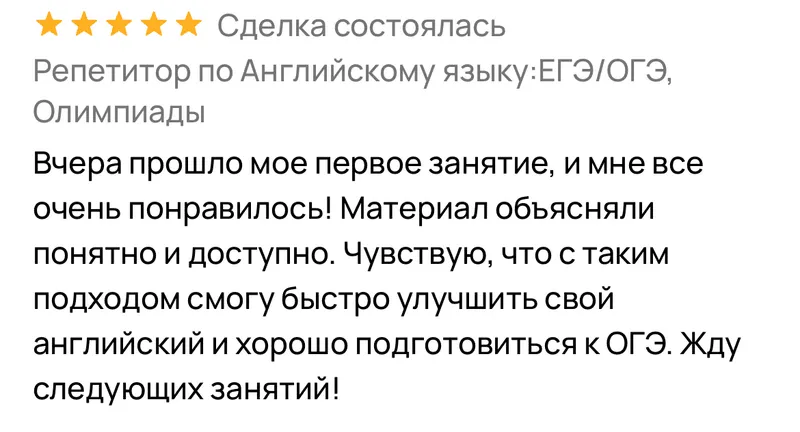 Сделка состоялась
Репетитор по Английскому языку:ЕГЭ/ОГЭ,
Олимпиады
Вчера прошло мое первое занятие, и мне все
очень понравилось! Материал объясняли
понятно и доступно. Чувствую, что с таким
подходом смогу быстро улучшить свой
английский и хорошо подготовиться к ОГЭ. Жду
следующих занятий!